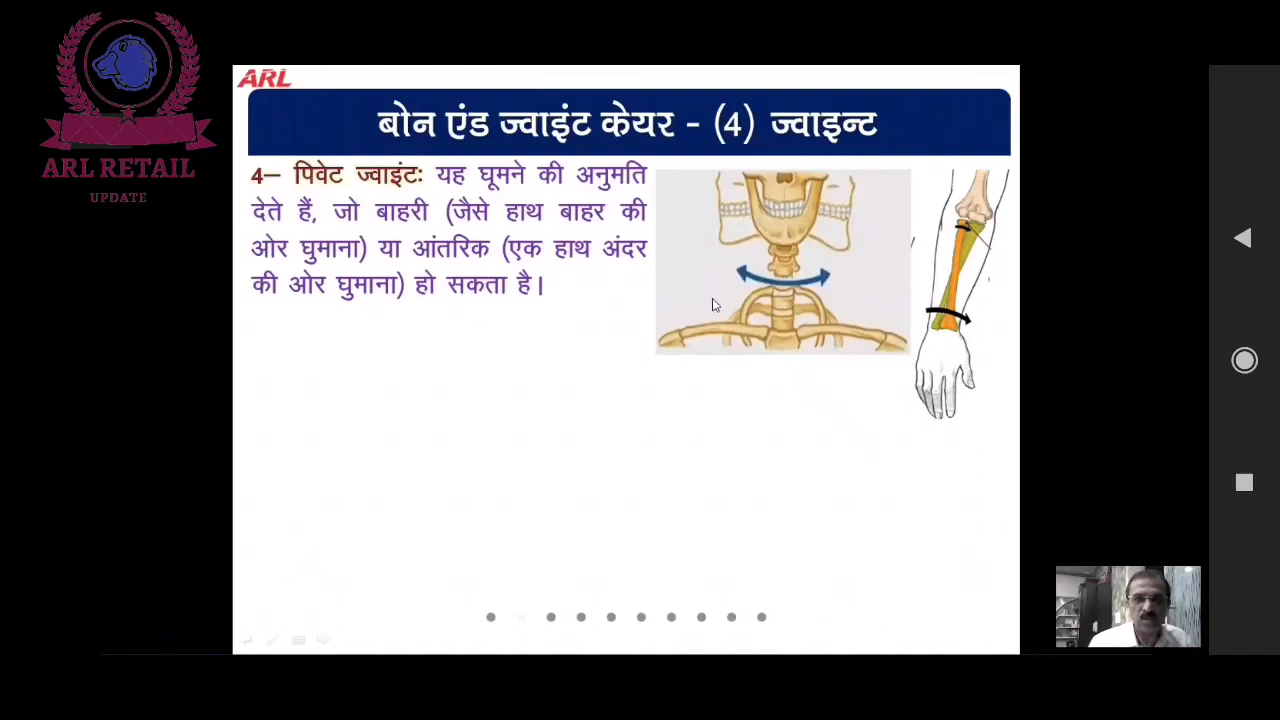 ARL RETAIL
UPDATE
ARL
बोन एंड ज्वाइंट केयर - (4) ज्वाइन्ट
4– पिवेट ज्वाइंटः यह घूमने की अनुमति
देते हैं, जो बाहरी (जैसे हाथ बाहर की
ओर घुमाना) या आंतरिक (एक हाथ अंदर
की ओर घुमाना) हो सकता है।